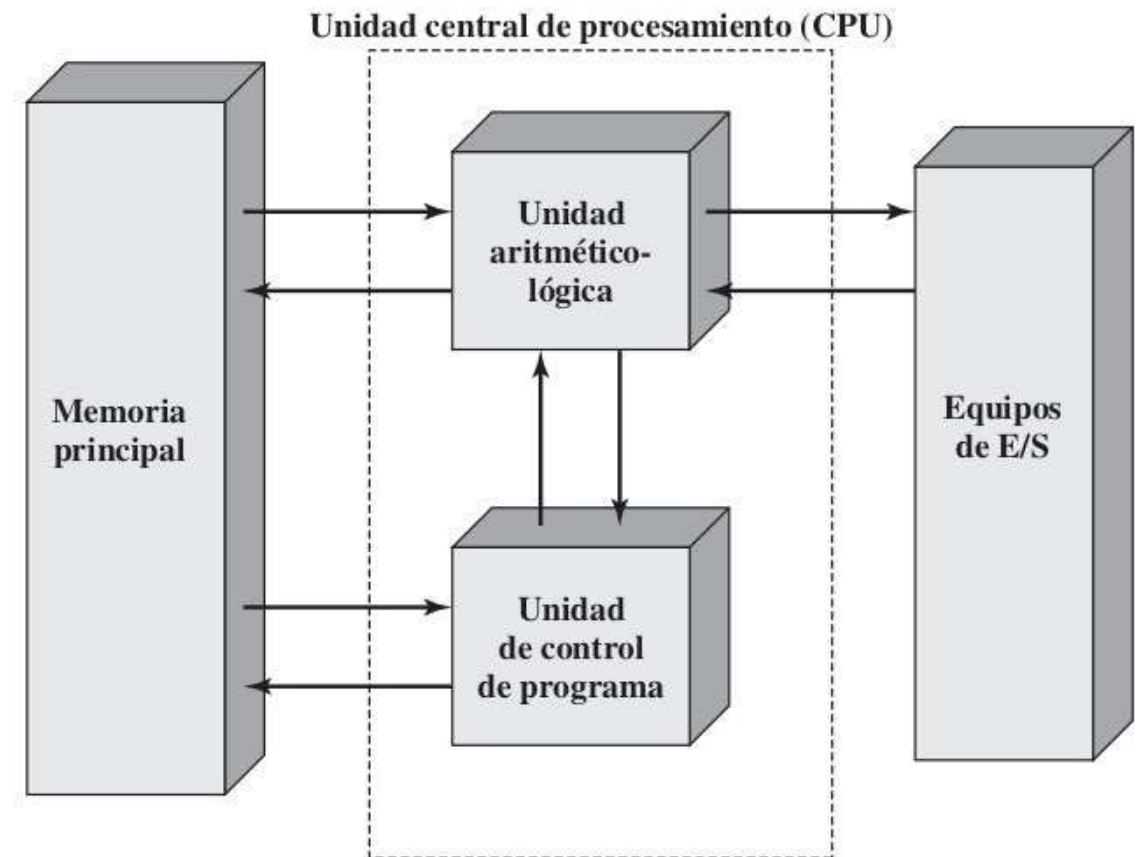 Unidad central de procesamiento (CPU)
Unidad
aritmético-
lógica
Memoria
principal
Equipos
de E/S
Unidad
de control
de programa